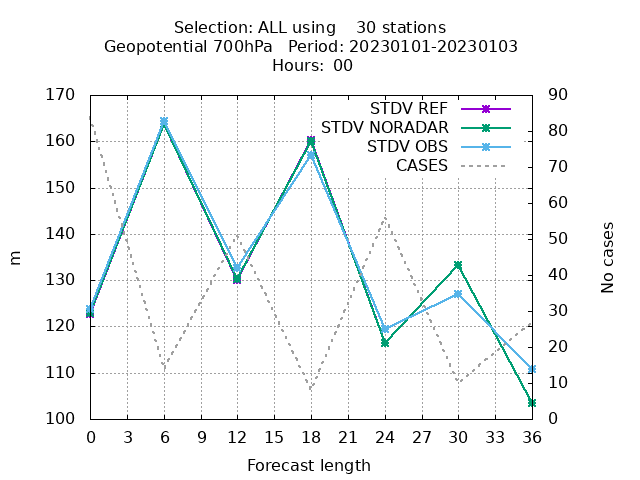 Selection: ALL using    30 stations
Geopotential 700hPa   Period: 20230101-20230103
Hours:  00
170
160
150
140
130
120
110
100
90
80
70
60
50
40
30
20
10
0
m
No cases
STDV REF
STDV NORADAR
STDV OBS
CASES
0 3 6 9 12 15 18 21 24 27 30 33 36
Forecast length